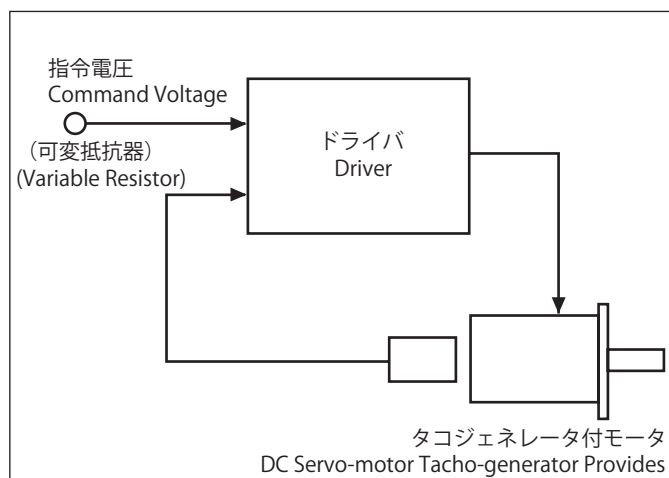 指令電圧
Command Voltage
（可変抵抗器）
(Variable Resistor)
ドライバ
Driver
タコジェネレータ付モータ
DC Servo-motor Tacho-generator Provides